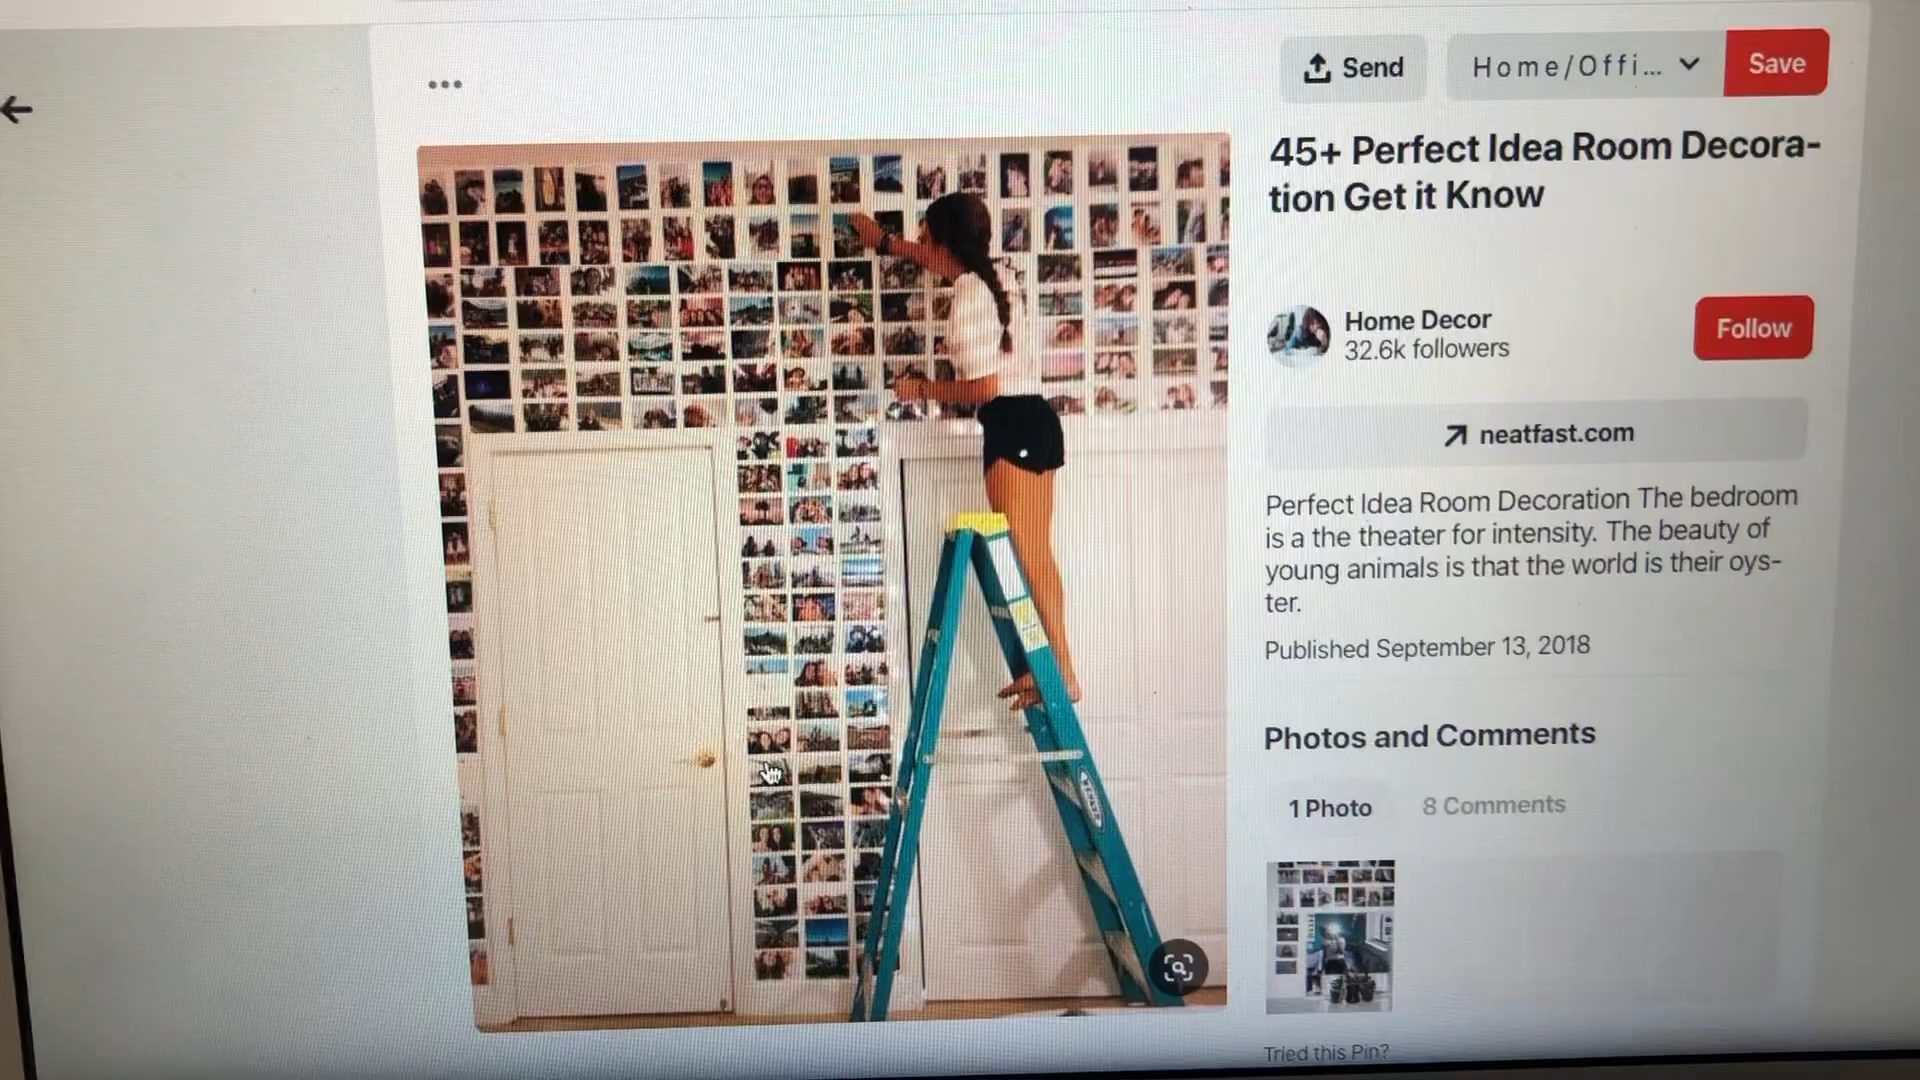 Send
Home/Offi...
Save
45+ Perfect Idea Room Decora-
tion Get it Know
Home Decor
32.6k followers
Follow
neatfast.com
Perfect Idea Room Decoration The bedroom
is a the theater for intensity. The beauty of
young animals is that the world is their oys-
ter.
Published September 13, 2018
Photos and Comments
1 Photo
8 Comments
Tried this Pin?
WERNER